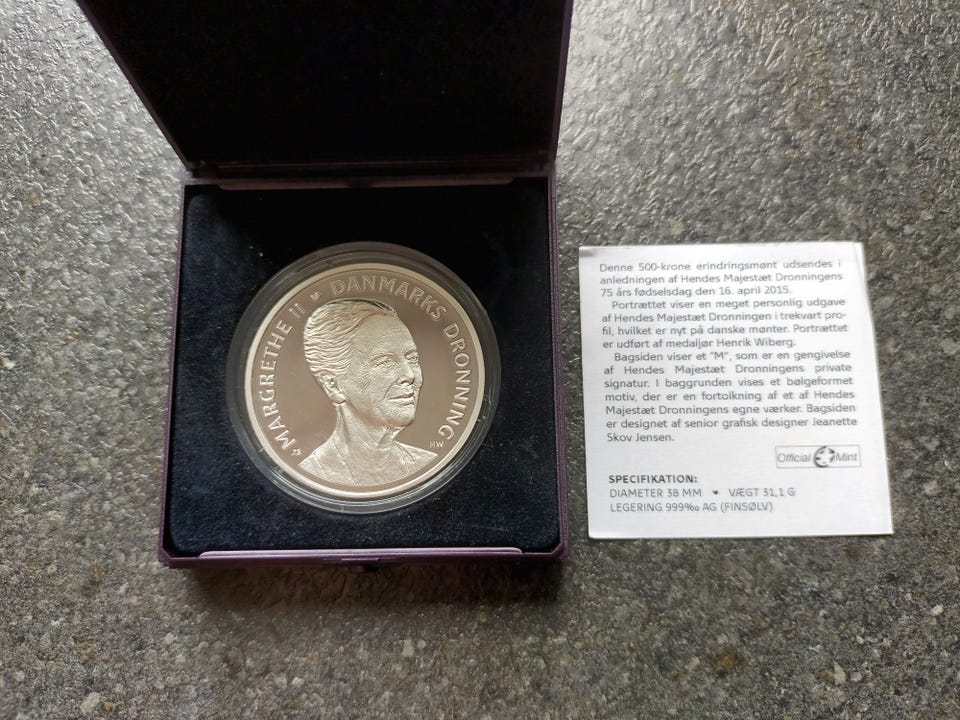 MARGRETHE II ♥ DANMARKS DRONNING
JS
HW
Denne 500-krone erindringsmønt udsendes i
anledningen af Hendes Majestæt Dronningens
75 års fødselsdag den 16. april 2015.
Portrættet viser en meget personlig udgave
af Hendes Majestæt Dronningen i trekvart pro-
fil, hvilket er nyt på danske mønter. Portrættet
er udført af medaljør Henrik Wiberg.
Bagsiden viser et "M", som er en gengivelse
af Hendes Majestæt Dronningens private
signatur. I baggrunden vises et bølgeformet
motiv, der er en fortolkning af et af Hendes
Majestæt Dronningens egne værker. Bagsiden
er designet af senior grafisk designer Jeanette
Skov Jensen.
Official Mint
SPECIFIKATION:
DIAMETER 38 MM ♥ VÆGT 31,1 G
LEGERING 999‰ AG (FINSØLV)